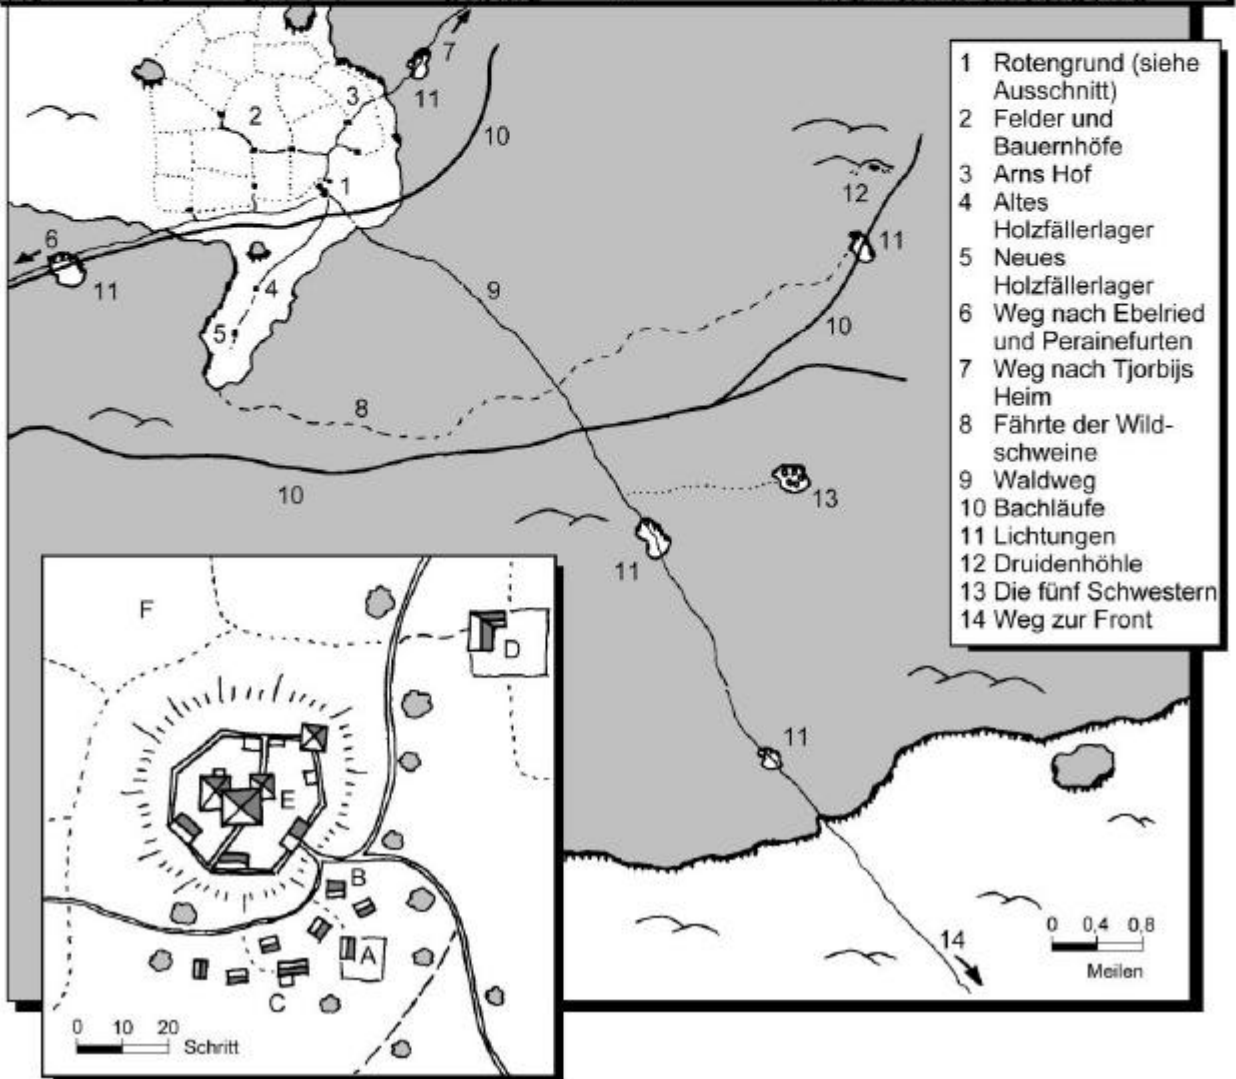 1 Rotengrund (siehe
Ausschnitt)
2 Felder und
Bauernhöfe
3 Arns Hof
4 Altes
Holzfällerlager
5 Neues
Holzfällerlager
6 Weg nach Ebelried
und Perainefurten
7 Weg nach Tjorbijs
Heim
8 Fährte der Wild-
schweine
9 Waldweg
10 Bachläufe
11 Lichtungen
12 Druidenhöhle
13 Die fünf Schwestern
14 Weg zur Front
7
11
3
2
10
1
12
11
6
11
4
9
5
10
8
10
13
11
11
14
0 0,4 0,8
Meilen
F
D
E
B
A
C
0 10 20
Schritt